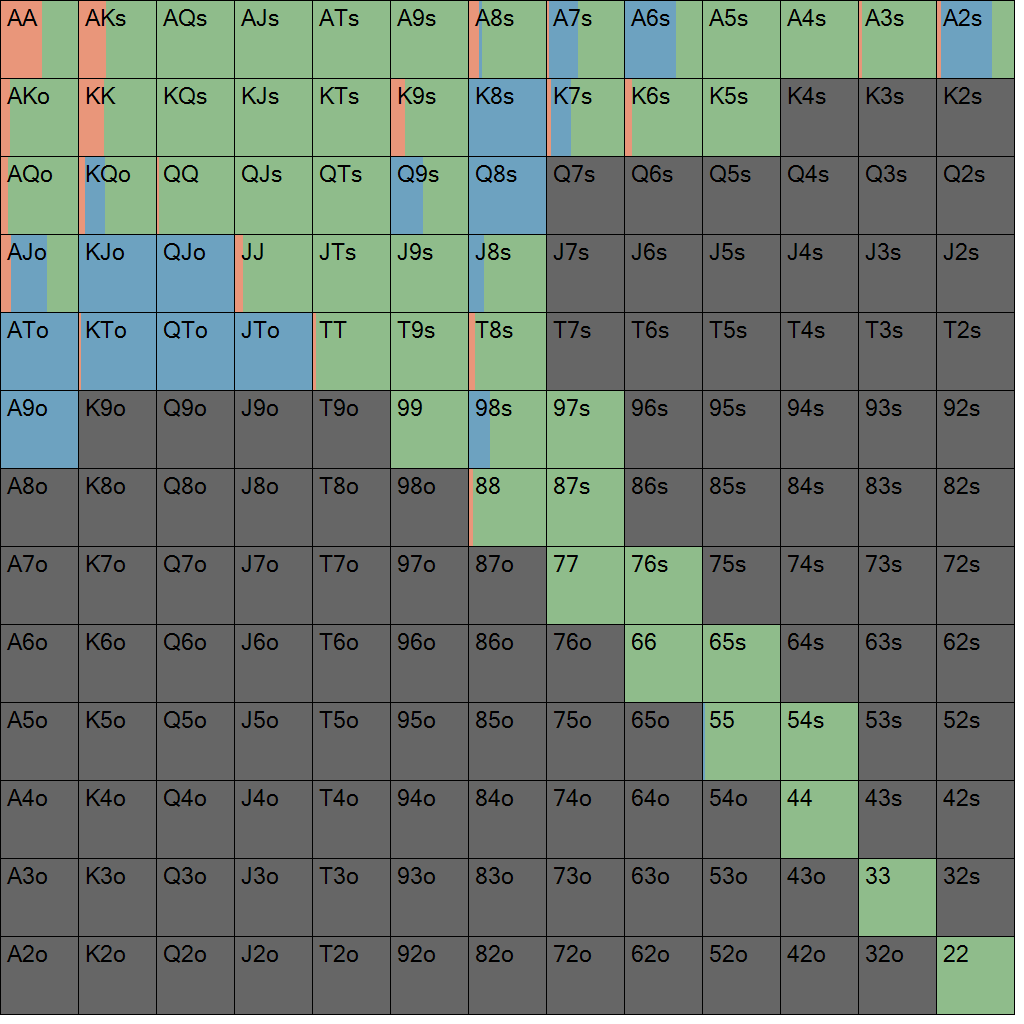 AA AKs AQs AJs ATs A9s A8s A7s A6s A5s A4s A3s A2s
AKo KK KQs KJs KTs K9s K8s K7s K6s K5s K4s K3s K2s
AQo KQo QQ QJs QTs Q9s Q8s Q7s Q6s Q5s Q4s Q3s Q2s
AJo KJo QJo JJ JTs J9s J8s J7s J6s J5s J4s J3s J2s
ATo KTo QTo JTo TT T9s T8s T7s T6s T5s T4s T3s T2s
A9o K9o Q9o J9o T9o 99 98s 97s 96s 95s 94s 93s 92s
A8o K8o Q8o J8o T8o 98o 88 87s 86s 85s 84s 83s 82s
A7o K7o Q7o J7o T7o 97o 87o 77 76s 75s 74s 73s 72s
A6o K6o Q6o J6o T6o 96o 86o 76o 66 65s 64s 63s 62s
A5o K5o Q5o J5o T5o 95o 85o 75o 65o 55 54s 53s 52s
A4o K4o Q4o J4o T4o 94o 84o 74o 64o 54o 44 43s 42s
A3o K3o Q3o J3o T3o 93o 83o 73o 63o 53o 43o 33 32s
A2o K2o Q2o J2o T2o 92o 82o 72o 62o 52o 42o 32o 22